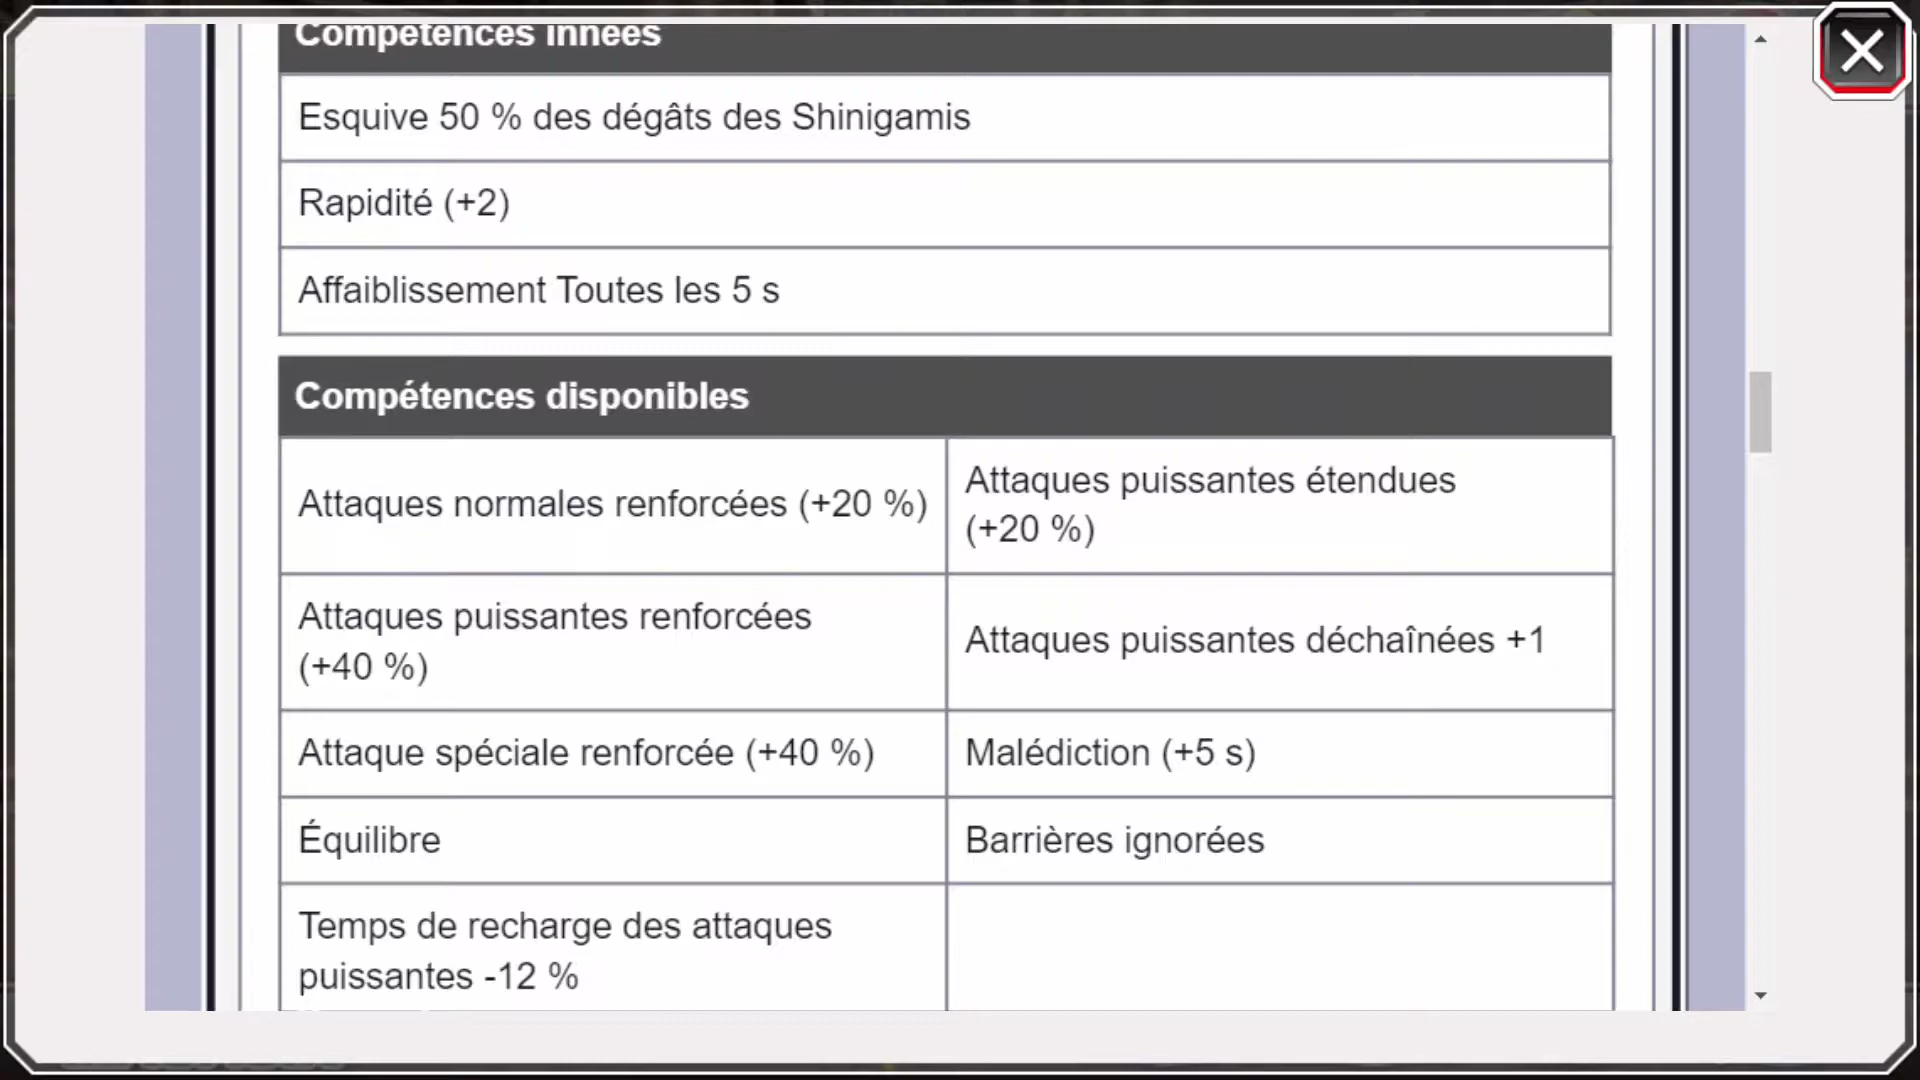 Compétences innées
Esquive 50 % des dégâts des Shinigamis
Rapidité (+2)
Affaiblissement Toutes les 5 s
Compétences disponibles
Attaques normales renforcées (+20 %)
Attaques puissantes étendues
(+20 %)
Attaques puissantes renforcées
(+40 %)
Attaques puissantes déchaînées +1
Attaque spéciale renforcée (+40 %)
Malédiction (+5 s)
Équilibre
Barrières ignorées
Temps de recharge des attaques
puissantes -12 %